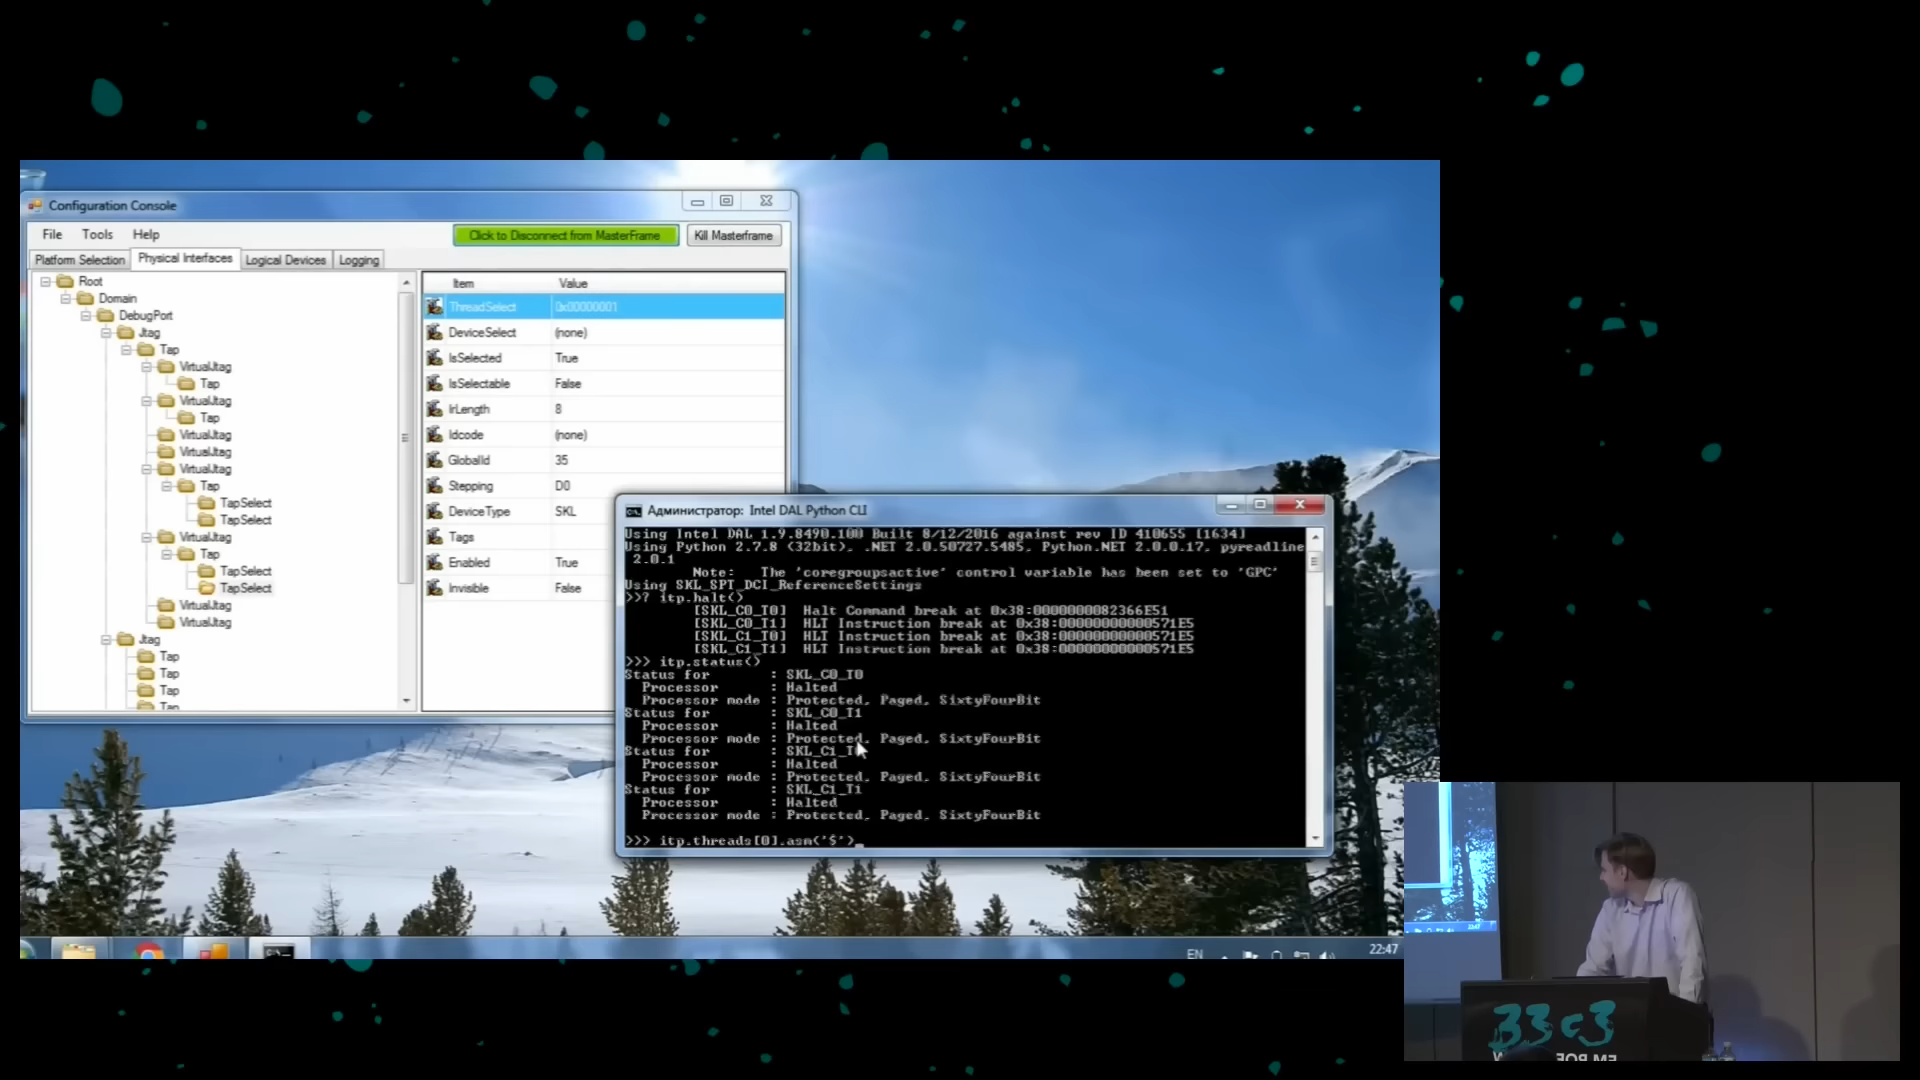 Configuration Console
File Tools Help
Click to Disconnect from MasterFrame
Kill Masterframe
Platform Selection
Physical Interfaces
Logical Devices
Logging
Root
Domain
DebugPort
Jtag
Tap
VirtualJtag
Tap
VirtualJtag
Tap
VirtualJtag
VirtualJtag
VirtualJtag
Tap
TapSelect
TapSelect
VirtualJtag
Tap
TapSelect
TapSelect
VirtualJtag
VirtualJtag
Jtag
Tap
Tap
Tap
Tap
Item Value
ThreadSelect 0x00000001
DeviceSelect (none)
IsSelected True
IsSelectable False
IrLength 8
Idcode (none)
GlobalId 35
Stepping D0
DeviceType SKL
Tags
Enabled True
Invisible False
Администратор: Intel DAL Python CLI
Using Intel DAL 1.9.8490.100 Built 8/12/2016 against rev ID 410655 [1634]
Using Python 2.7.8 (32bit), .NET 2.0.50727.5485, Python.NET 2.0.0.17, pyreadline
2.0.1
Note: The 'coregroupsactive' control variable has been set to 'GPC'
Using SKL_SPT_DCI_ReferenceSettings
>>? itp.halt()
[SKL_C0_T0] Halt Command break at 0x38:0000000082366E51
[SKL_C0_T1] HLT Instruction break at 0x38:00000000000571E5
[SKL_C1_T0] HLT Instruction break at 0x38:00000000000571E5
[SKL_C1_T1] HLT Instruction break at 0x38:00000000000571E5
>>> itp.status()
Status for : SKL_C0_T0
Processor : Halted
Processor mode : Protected, Paged, SixtyFourBit
Status for : SKL_C0_T1
Processor : Halted
Processor mode : Protected, Paged, SixtyFourBit
Status for : SKL_C1_T0
Processor : Halted
Processor mode : Protected, Paged, SixtyFourBit
Status for : SKL_C1_T1
Processor : Halted
Processor mode : Protected, Paged, SixtyFourBit
>>> itp.threads[0].asm('$')_
EN
22:47
33c3